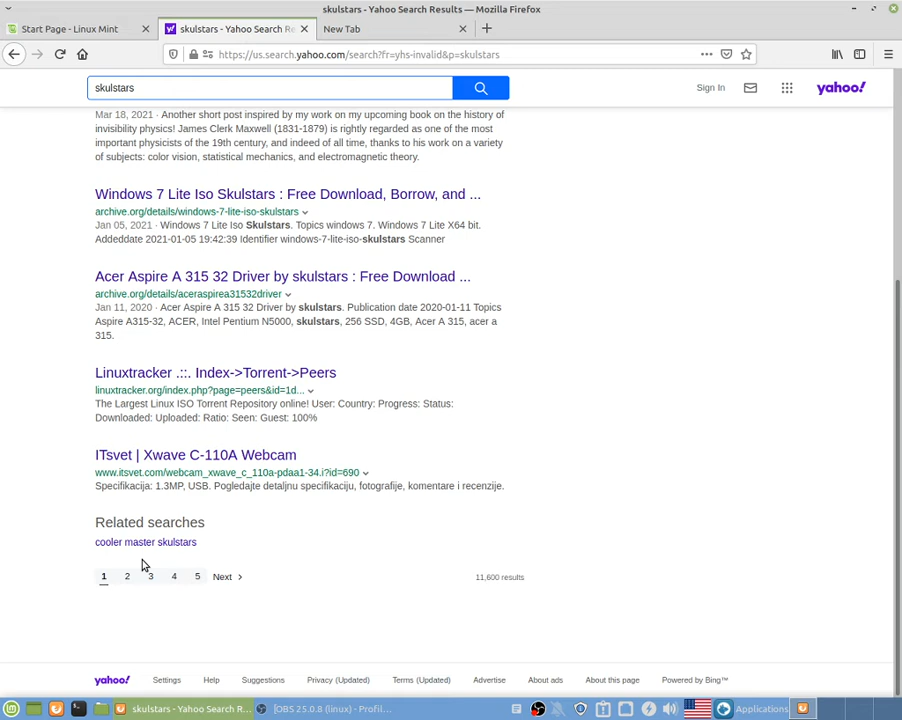 skulstars - Yahoo Search Results — Mozilla Firefox
Start Page - Linux Mint
skulstars - Yahoo Search Re
New Tab
https://us.search.yahoo.com/search?fr=yhs-invalid&p=skulstars
skulstars
Sign In
yahoo!
Mar 18, 2021 · Another short post inspired by my work on my upcoming book on the history of
invisibility physics! James Clerk Maxwell (1831-1879) is rightly regarded as one of the most
important physicists of the 19th century, and indeed of all time, thanks to his work on a variety
of subjects: color vision, statistical mechanics, and electromagnetic theory.
Windows 7 Lite Iso Skulstars : Free Download, Borrow, and ...
archive.org/details/windows-7-lite-iso-skulstars
Jan 05, 2021 · Windows 7 Lite Iso Skulstars. Topics windows 7. Windows 7 Lite X64 bit.
Addeddate 2021-01-05 19:42:39 Identifier windows-7-lite-iso-skulstars Scanner
Acer Aspire A 315 32 Driver by skulstars : Free Download ...
archive.org/details/aceraspirea31532driver
Jan 11, 2020 · Acer Aspire A 315 32 Driver by skulstars. Publication date 2020-01-11 Topics
Aspire A315-32, ACER, Intel Pentium N5000, skulstars, 256 SSD, 4GB, Acer A 315, acer a
315.
Linuxtracker .::. Index->Torrent->Peers
linuxtracker.org/index.php?page=peers&id=1d...
The Largest Linux ISO Torrent Repository online! User: Country: Progress: Status:
Downloaded: Uploaded: Ratio: Seen: Guest: 100%
ITsvet | Xwave C-110A Webcam
www.itsvet.com/webcam_xwave_c_110a-pdaa1-34.i?id=690
Specifikacija: 1.3MP, USB. Pogledajte detaljnu specifikaciju, fotografije, komentare i recenzije.
Related searches
cooler master skulstars
1 2 3 4 5 Next
11,600 results
yahoo! Settings Help Suggestions Privacy (Updated) Terms (Updated) Advertise About ads About this page Powered by Bing™
skulstars - Yahoo Search R...
[OBS 25.0.8 (linux) - Profil...
Applications